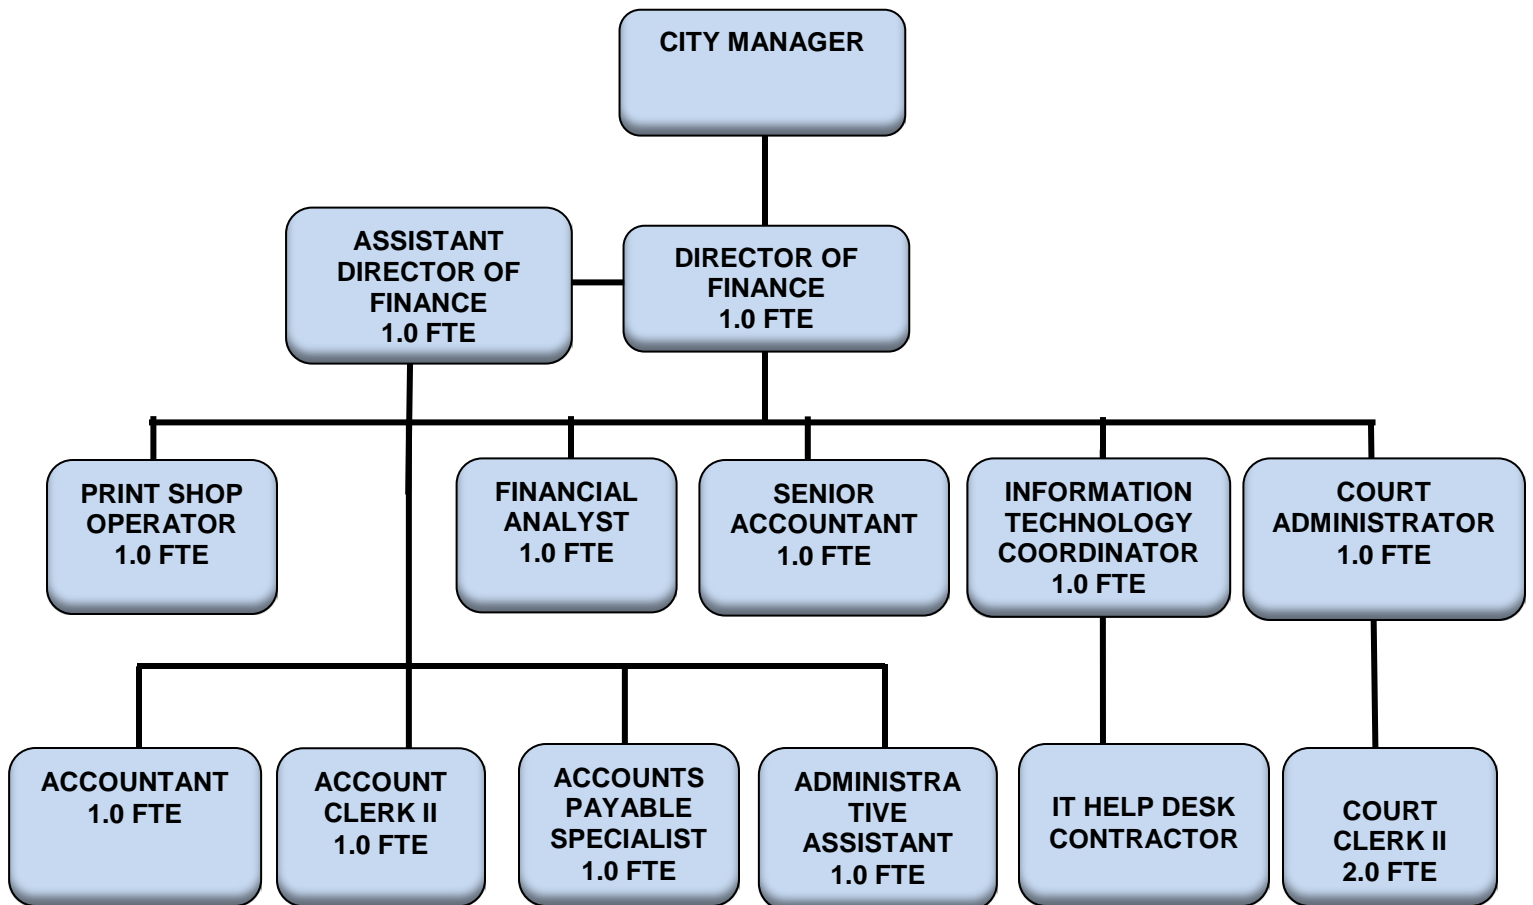 CITY MANAGER
ASSISTANT
DIRECTOR OF
FINANCE
1.0 FTE
DIRECTOR OF
FINANCE
1.0 FTE
PRINT SHOP
OPERATOR
1.0 FTE
FINANCIAL
ANALYST
1.0 FTE
SENIOR
ACCOUNTANT
1.0 FTE
INFORMATION
TECHNOLOGY
COORDINATOR
1.0 FTE
COURT
ADMINISTRATOR
1.0 FTE
ACCOUNTANT
1.0 FTE
ACCOUNT
CLERK II
1.0 FTE
ACCOUNTS
PAYABLE
SPECIALIST
1.0 FTE
ADMINISTRA
TIVE
ASSISTANT
1.0 FTE
IT HELP DESK
CONTRACTOR
COURT
CLERK II
2.0 FTE